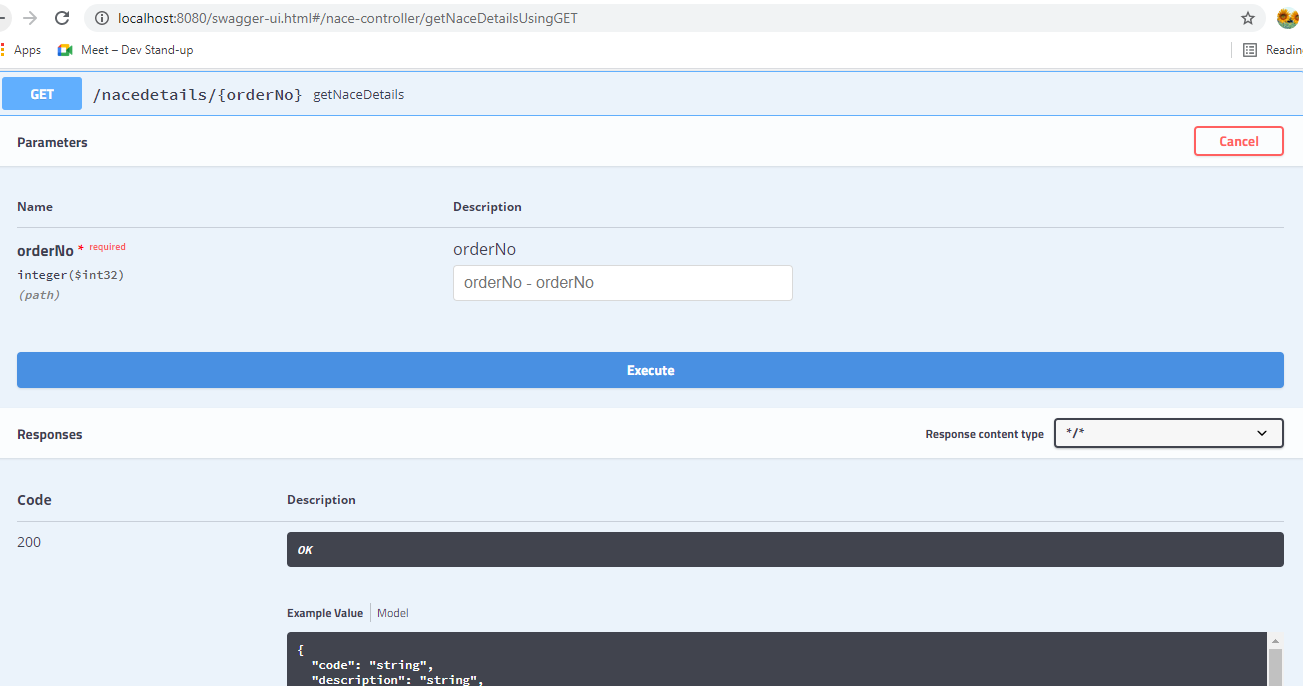 localhost:8080/swagger-ui.html#/nace-controller/getNaceDetailsUsingGET
Apps Meet – Dev Stand-up Readin
GET /nacedetails/{orderNo} getNaceDetails
Parameters Cancel
Name Description
orderNo * required orderNo
integer($int32) orderNo - orderNo
(path)
Execute
Responses Response content type */*
Code Description
200 OK
Example Value Model
{
"code": "string",
"description": "string",